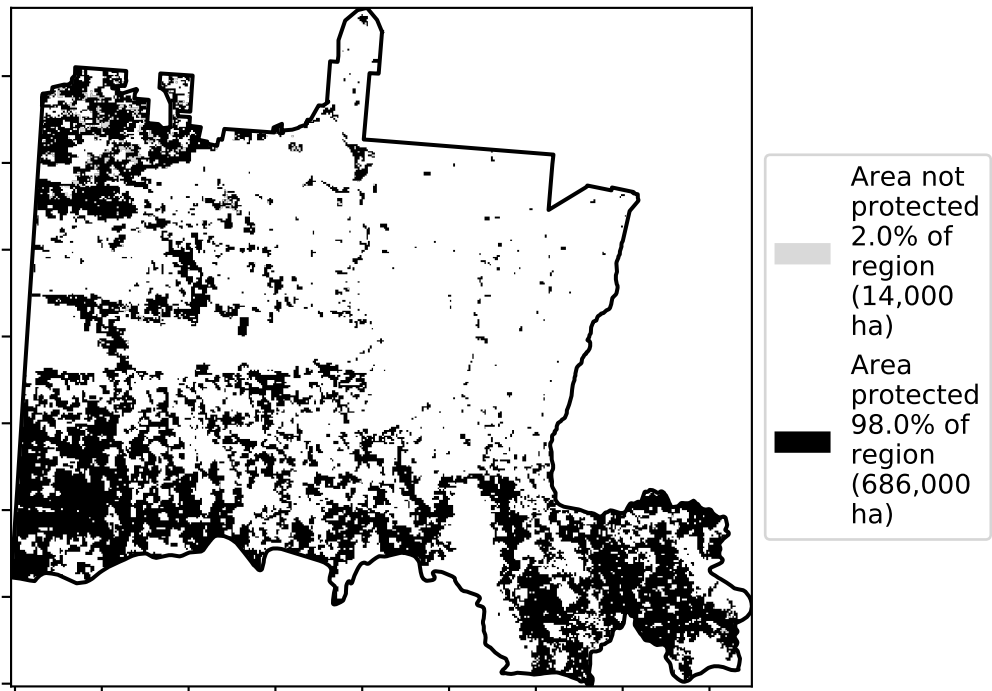 Area not
protected
2.0% of
region
(14,000
ha)
Area
protected
98.0% of
region
(686,000
ha)